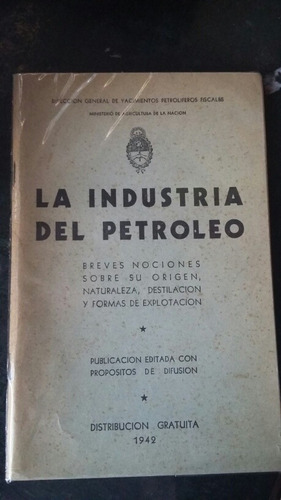 DIRECCION GENERAL DE YACIMIENTOS PETROLIFEROS FISCALES
MINISTERIO DE AGRICULTURA DE LA NACION
LA INDUSTRIA
DEL PETROLEO
BREVES NOCIONES
SOBRE SU ORIGEN,
NATURALEZA, DESTILACION
Y FORMAS DE EXPLOTACION
PUBLICACION EDITADA CON
PROPOSITOS DE DIFUSION
DISTRIBUCION GRATUITA
1942